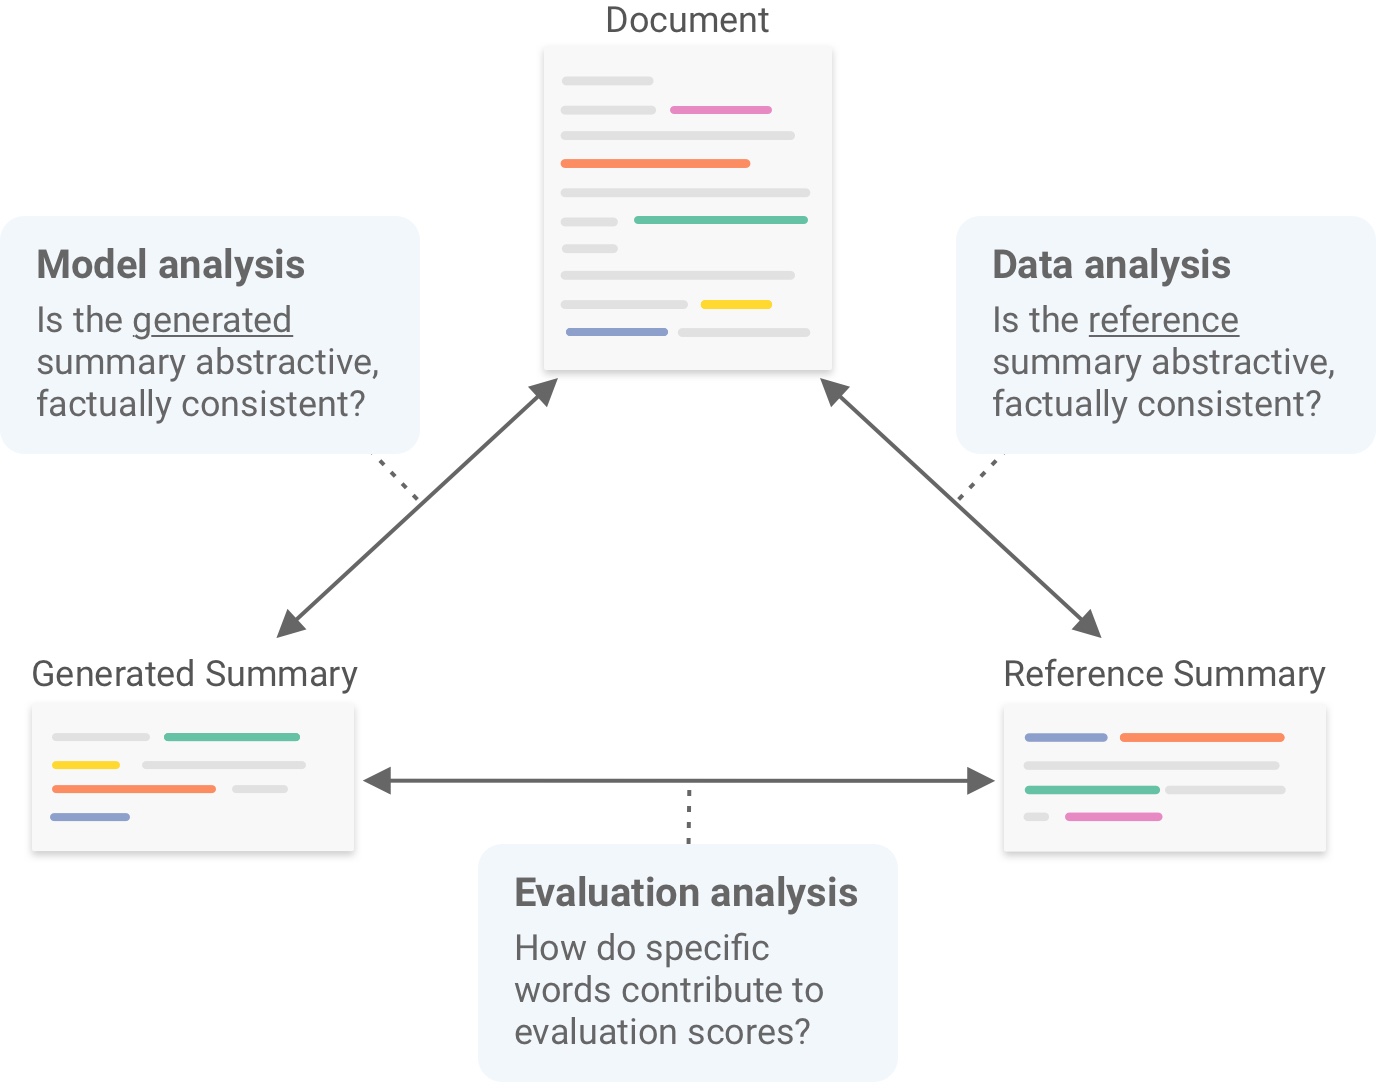 Document
Model analysis
Is the generated
summary abstractive,
factually consistent?
Data analysis
Is the reference
summary abstractive,
factually consistent?
Generated Summary
Reference Summary
Evaluation analysis
How do specific
words contribute to
evaluation scores?